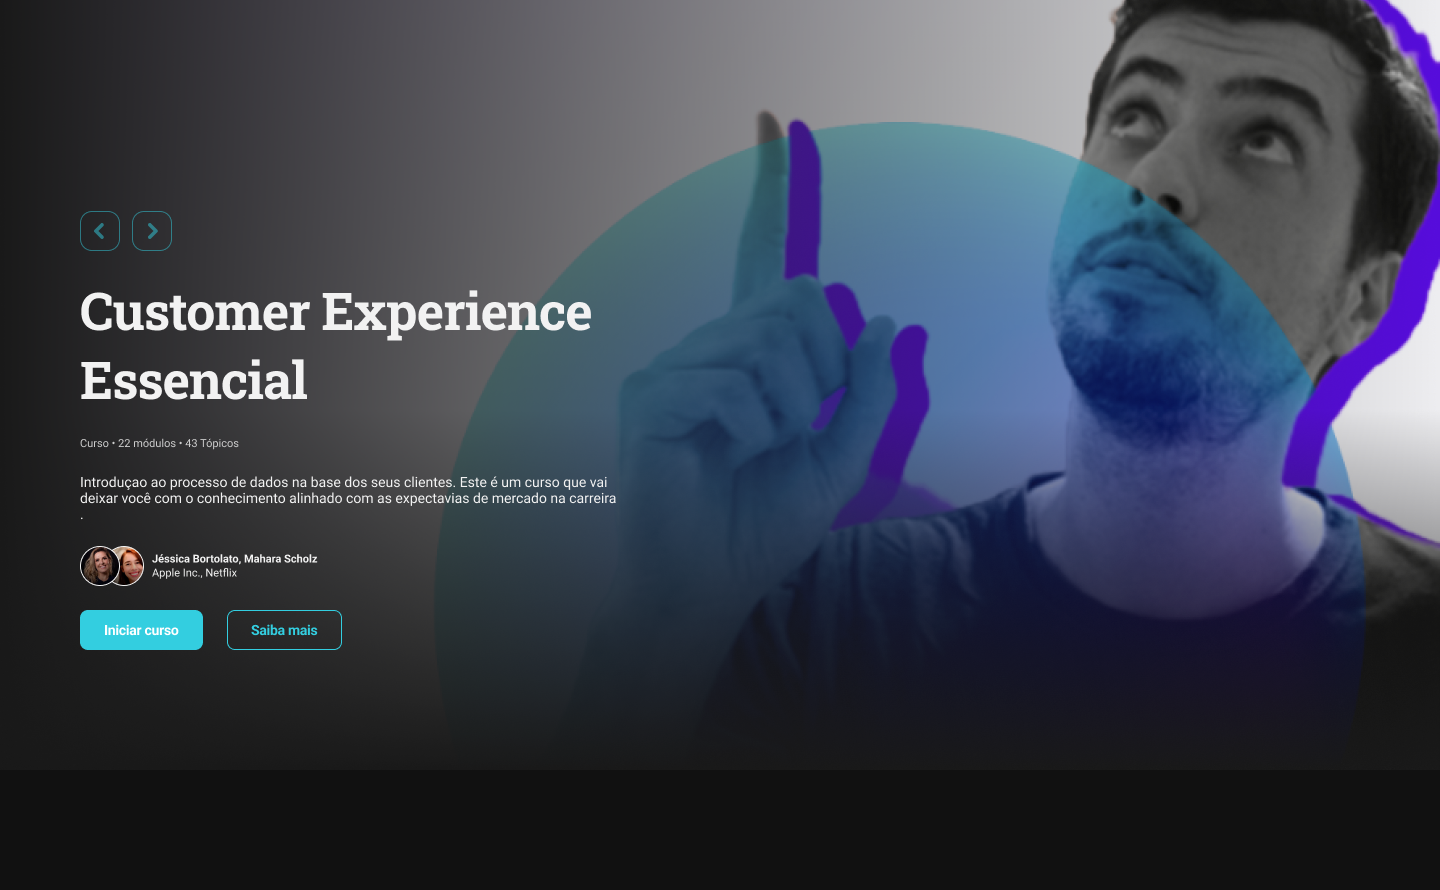 Customer Experience
Essencial
Curso • 22 módulos • 43 Tópicos
Introduçao ao processo de dados na base dos seus clientes. Este é um curso que vai
deixar você com o conhecimento alinhado com as expectavias de mercado na carreira
.
Jéssica Bortolato, Mahara Scholz
Apple Inc., Netflix
Iniciar curso
Saiba mais